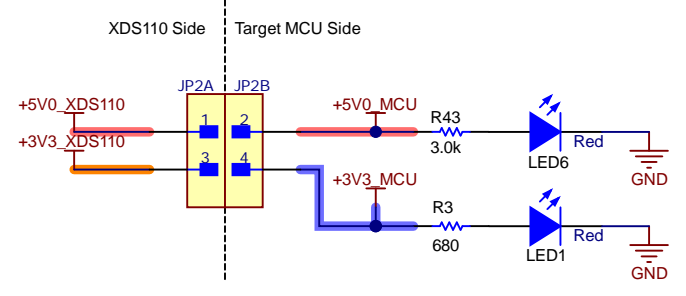 XDS110 Side
Target MCU Side
JP2A
JP2B
+5V0_XDS110
1
2
+5V0_MCU
R43
3.0k
LED6
Red
GND
+3V3_XDS110
3
4
+3V3_MCU
R3
680
LED1
Red
GND